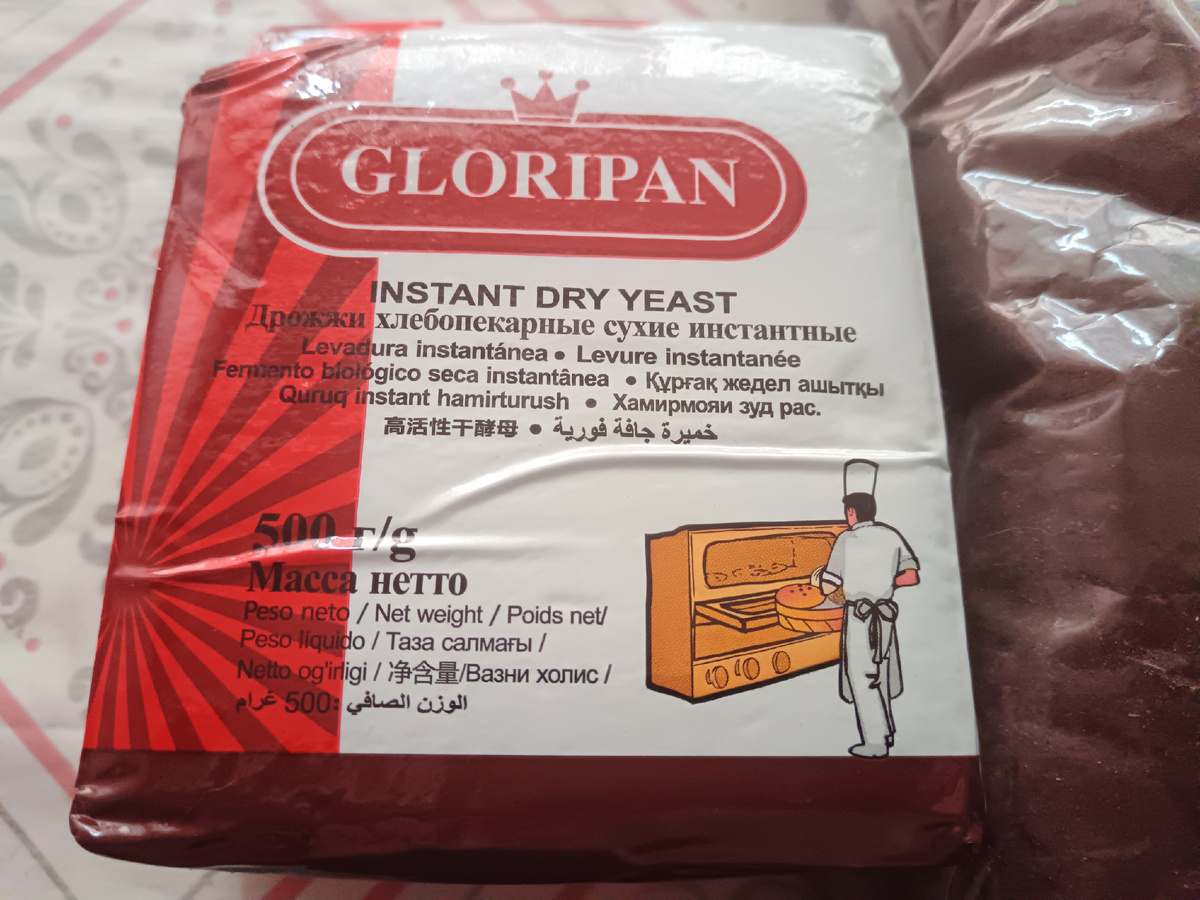 GLORIPAN
INSTANT DRY YEAST
Дрожжи хлебопекарные сухие инстантные
Levadura instantánea • Levure instantanée
Fermento biológico seca instantânea • Құрғақ жедел ашытқы
Quruq instant hamirturush • Хамирмояи зуд рас.
高活性干酵母 • خميرة جافة فورية
500 г/g
Масса нетто
Peso neto / Net weight / Poids net/
Peso líquido / Таза салмағы /
Netto og'irligi / 净含量/Вазни холис /
الوزن الصافي :500 غرام